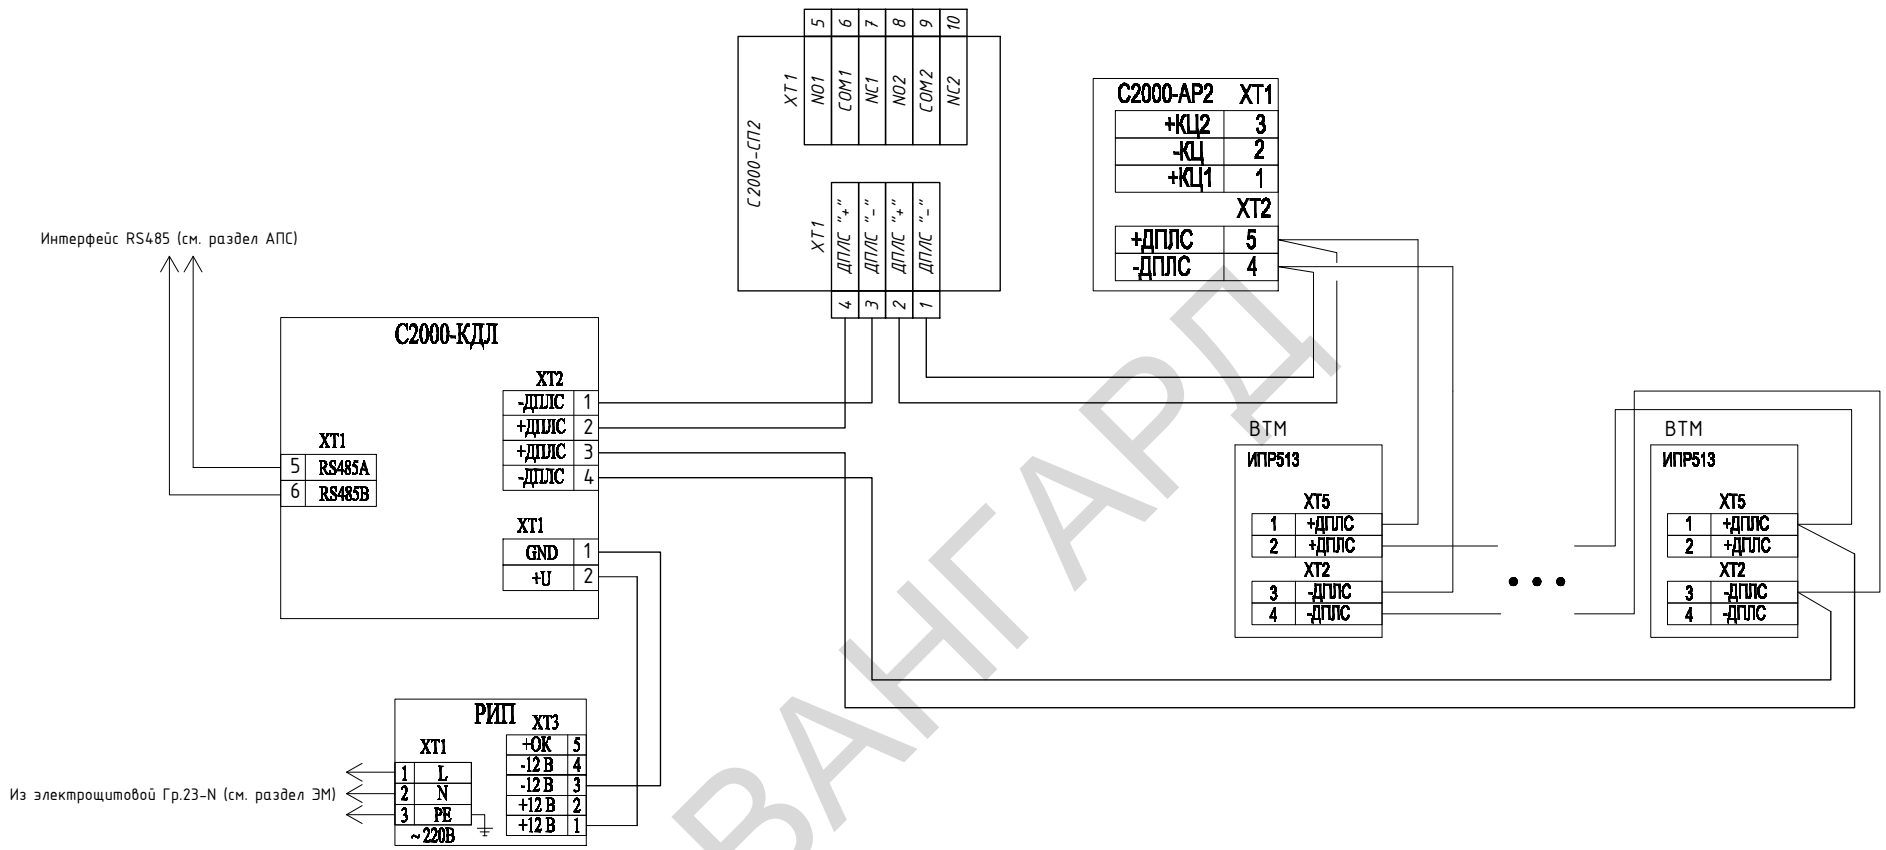 5 6 7 8 9 10
XT1
NO1
COM1
NC1
NO2
COM2
NC2
С2000-СП2
XT1
ДПЛС "+"
ДПЛС "-"
ДПЛС "+"
ДПЛС "-"
4 3 2 1
С2000-АР2 XT1
+КЦ2 3
-КЦ 2
+КЦ1 1
XT2
+ДПЛС 5
-ДПЛС 4
Интерфейс RS485 (см. раздел АПС)
С2000-КДЛ
XT2
-ДПЛС 1
+ДПЛС 2
+ДПЛС 3
-ДПЛС 4
XT1
5 RS485A
6 RS485B
XT1
GND 1
+U 2
ВТМ
ИПР513
XT5
1 +ДПЛС
2 +ДПЛС
XT2
3 -ДПЛС
4 -ДПЛС
ВТМ
ИПР513
XT5
1 +ДПЛС
2 +ДПЛС
XT2
3 -ДПЛС
4 -ДПЛС
РИП
XT3
+ОК 5
-12 В 4
-12 В 3
+12 В 2
+12 В 1
XT1
1 L
2 N
3 PE
~220В
Из электрощитовой Гр.23-N (см. раздел ЭМ)
ВАНГАРД